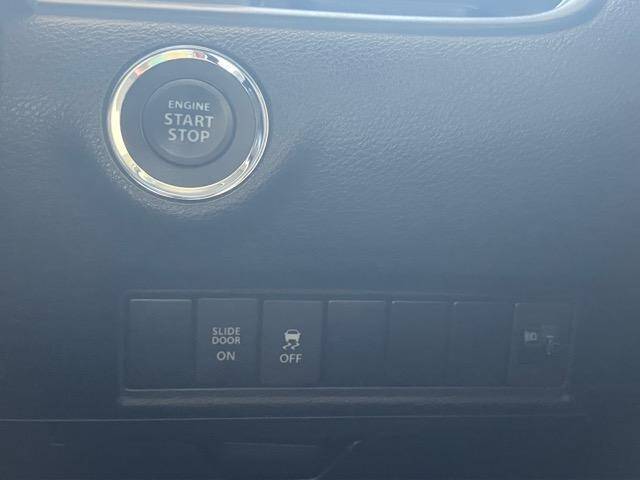 ENGINE
START
STOP
SLIDE
DOOR
ON
OFF